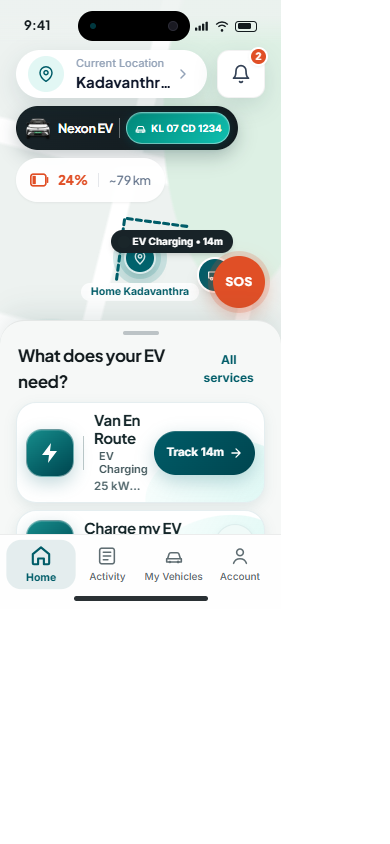 9:41
Current Location
Kadavanthr...
2
Nexon EV
KL 07 CD 1234
24%
~79 km
EV Charging • 14m
Home Kadavanthra
SOS
What does your EV
need?
All
services
Van En
Route
EV
Charging
25 kW...
Track 14m →
Charge my EV
Home
Activity
My Vehicles
Account